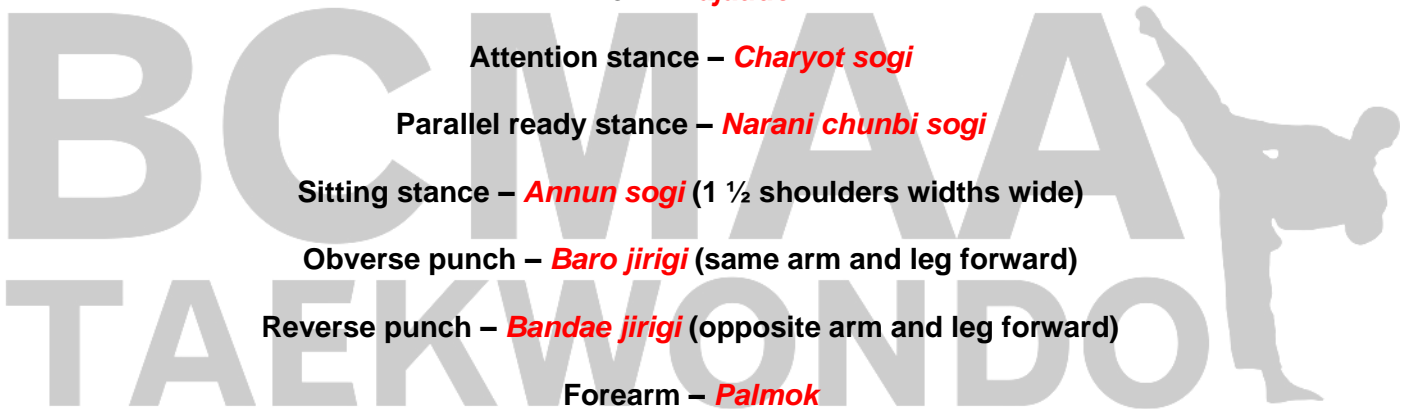 BCMAA
TAEKWONDO
Attention stance – Charyot sogi
Parallel ready stance – Narani chunbi sogi
Sitting stance – Annun sogi (1 ½ shoulders widths wide)
Obverse punch – Baro jirigi (same arm and leg forward)
Reverse punch – Bandae jirigi (opposite arm and leg forward)
Forearm – Palmok